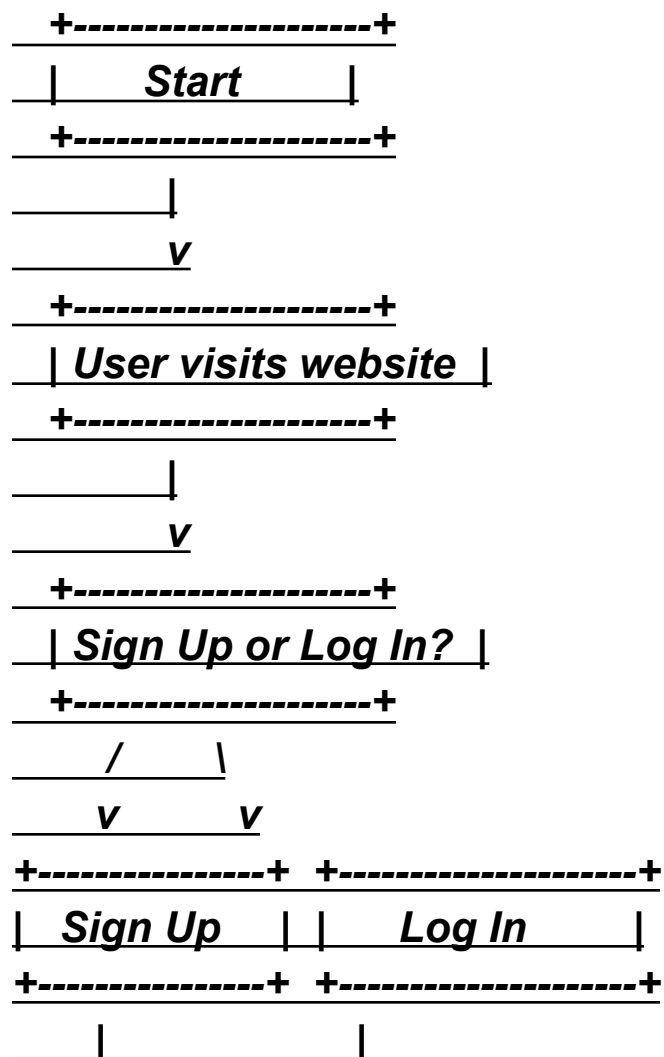 +---------------------+
|       Start         |
+---------------------+
|
v
+---------------------+
| User visits website |
+---------------------+
|
v
+---------------------+
| Sign Up or Log In? |
+---------------------+
/        \
v         v
+----------------+  +---------------------+
|   Sign Up    | |      Log In        |
+----------------+  +---------------------+
|                    |